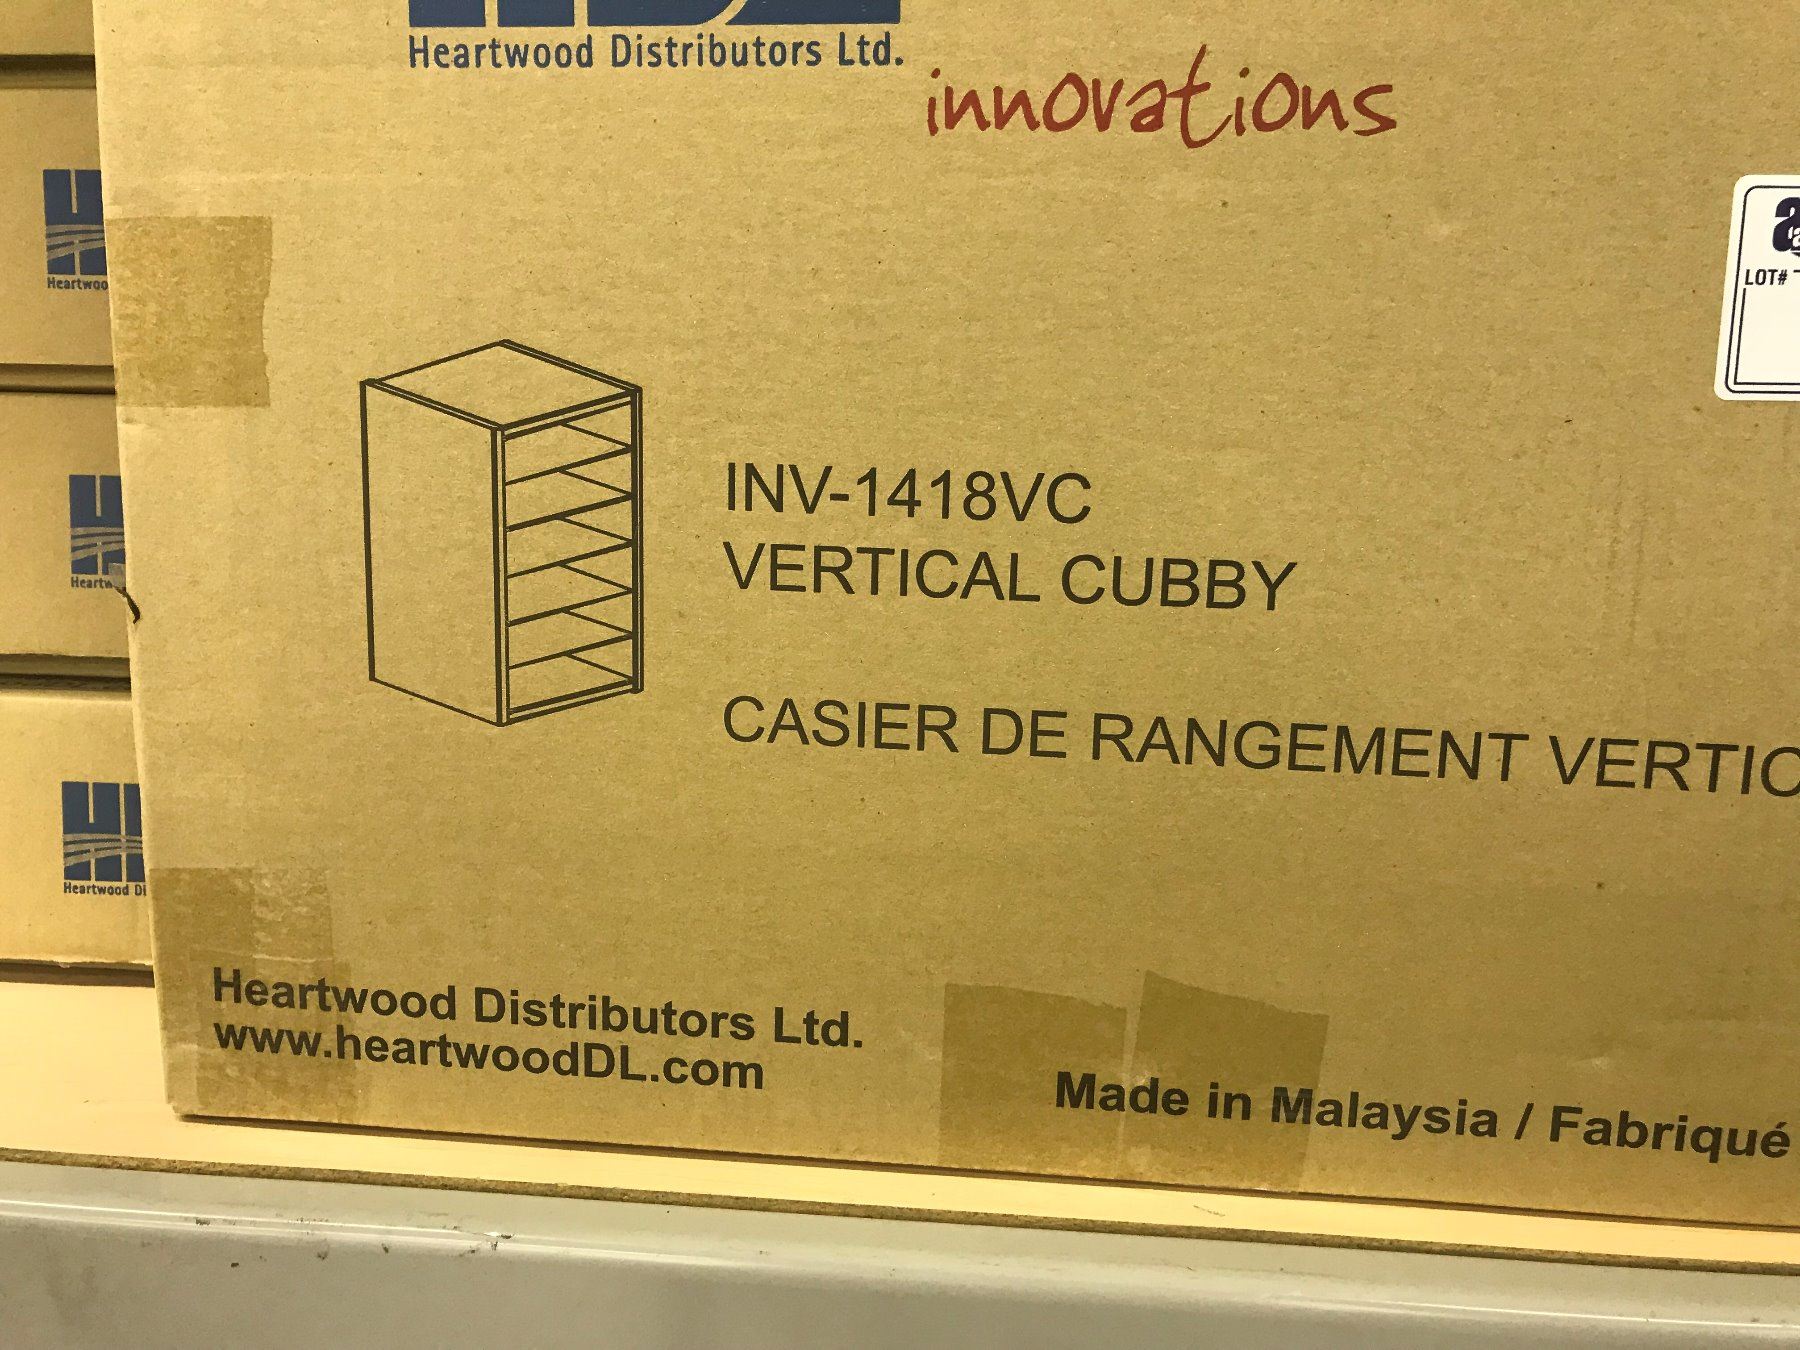 Heartwood Distributors Ltd.
innovations
LOT#
INV-1418VC
VERTICAL CUBBY
CASIER DE RANGEMENT
Heartwood Distributors Ltd.
www.heartwoodDL.com
Made in Malaysia / Fabriqué
Heartwood